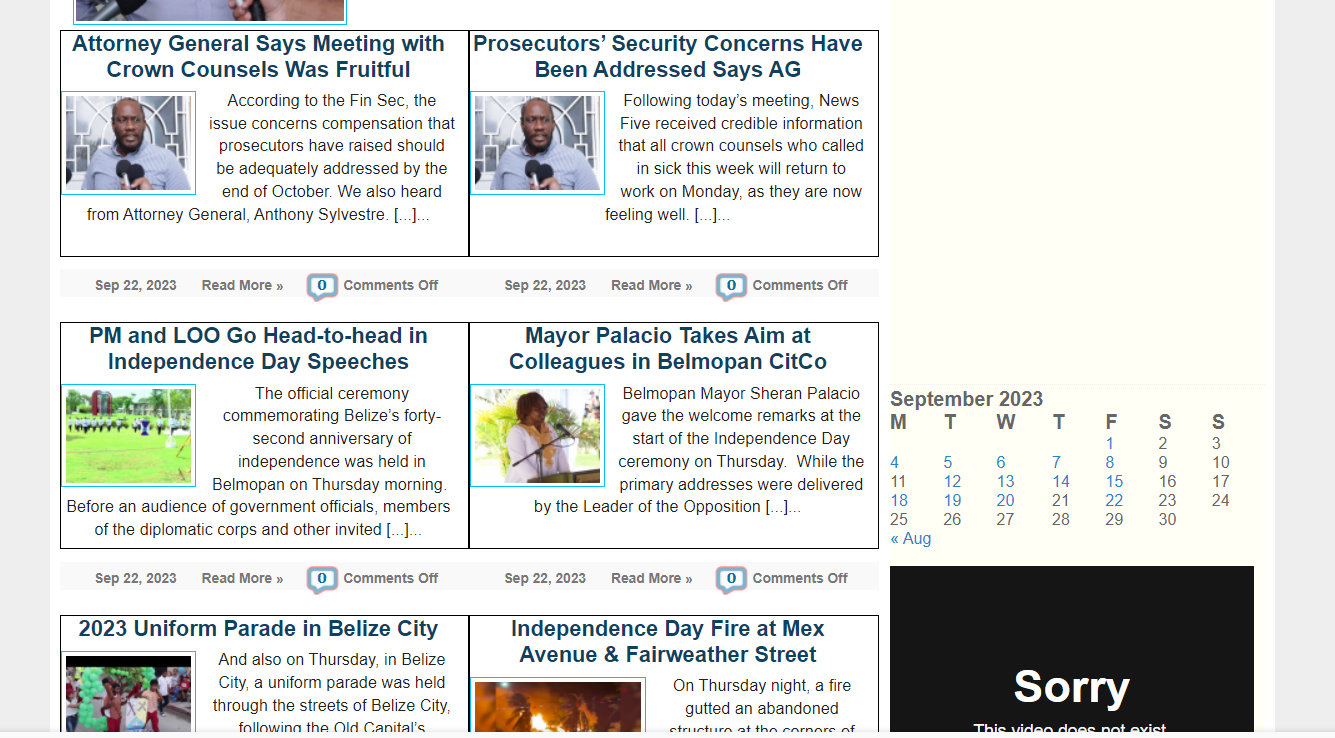 Attorney General Says Meeting with
Crown Counsels Was Fruitful
According to the Fin Sec, the
issue concerns compensation that
prosecutors have raised should
be adequately addressed by the
end of October. We also heard
from Attorney General, Anthony Sylvestre. [...]...
Sep 22, 2023 Read More » 0 Comments Off
Prosecutors’ Security Concerns Have
Been Addressed Says AG
Following today’s meeting, News
Five received credible information
that all crown counsels who called
in sick this week will return to
work on Monday, as they are now
feeling well. [...]...
Sep 22, 2023 Read More » 0 Comments Off
PM and LOO Go Head-to-head in
Independence Day Speeches
The official ceremony
commemorating Belize’s forty-
second anniversary of
independence was held in
Belmopan on Thursday morning.
Before an audience of government officials, members
of the diplomatic corps and other invited [...]...
Sep 22, 2023 Read More » 0 Comments Off
Mayor Palacio Takes Aim at
Colleagues in Belmopan CitCo
Belmopan Mayor Sheran Palacio
gave the welcome remarks at the
start of the Independence Day
ceremony on Thursday.  While the
primary addresses were delivered
by the Leader of the Opposition [...]...
Sep 22, 2023 Read More » 0 Comments Off
2023 Uniform Parade in Belize City
And also on Thursday, in Belize
City, a uniform parade was held
through the streets of Belize City,
following the Old Capital’s
Independence Day Fire at Mex
Avenue & Fairweather Street
On Thursday night, a fire
gutted an abandoned
structure at the corners of
September 2023
M T W T F S S
1 2 3
4 5 6 7 8 9 10
11 12 13 14 15 16 17
18 19 20 21 22 23 24
25 26 27 28 29 30
« Aug
Sorry
This video does not exist